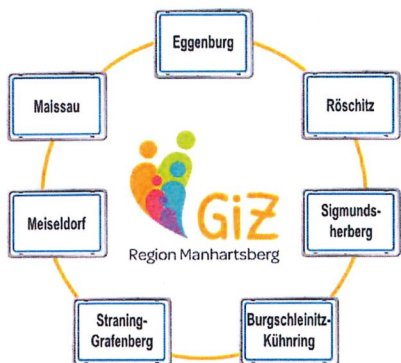 Eggenburg
Maissau
Röschitz
Meiseldorf
GiZ
Region Manhartsberg
Sigmunds-
herberg
Straning-
Grafenberg
Burgschleinitz-
Kühnring